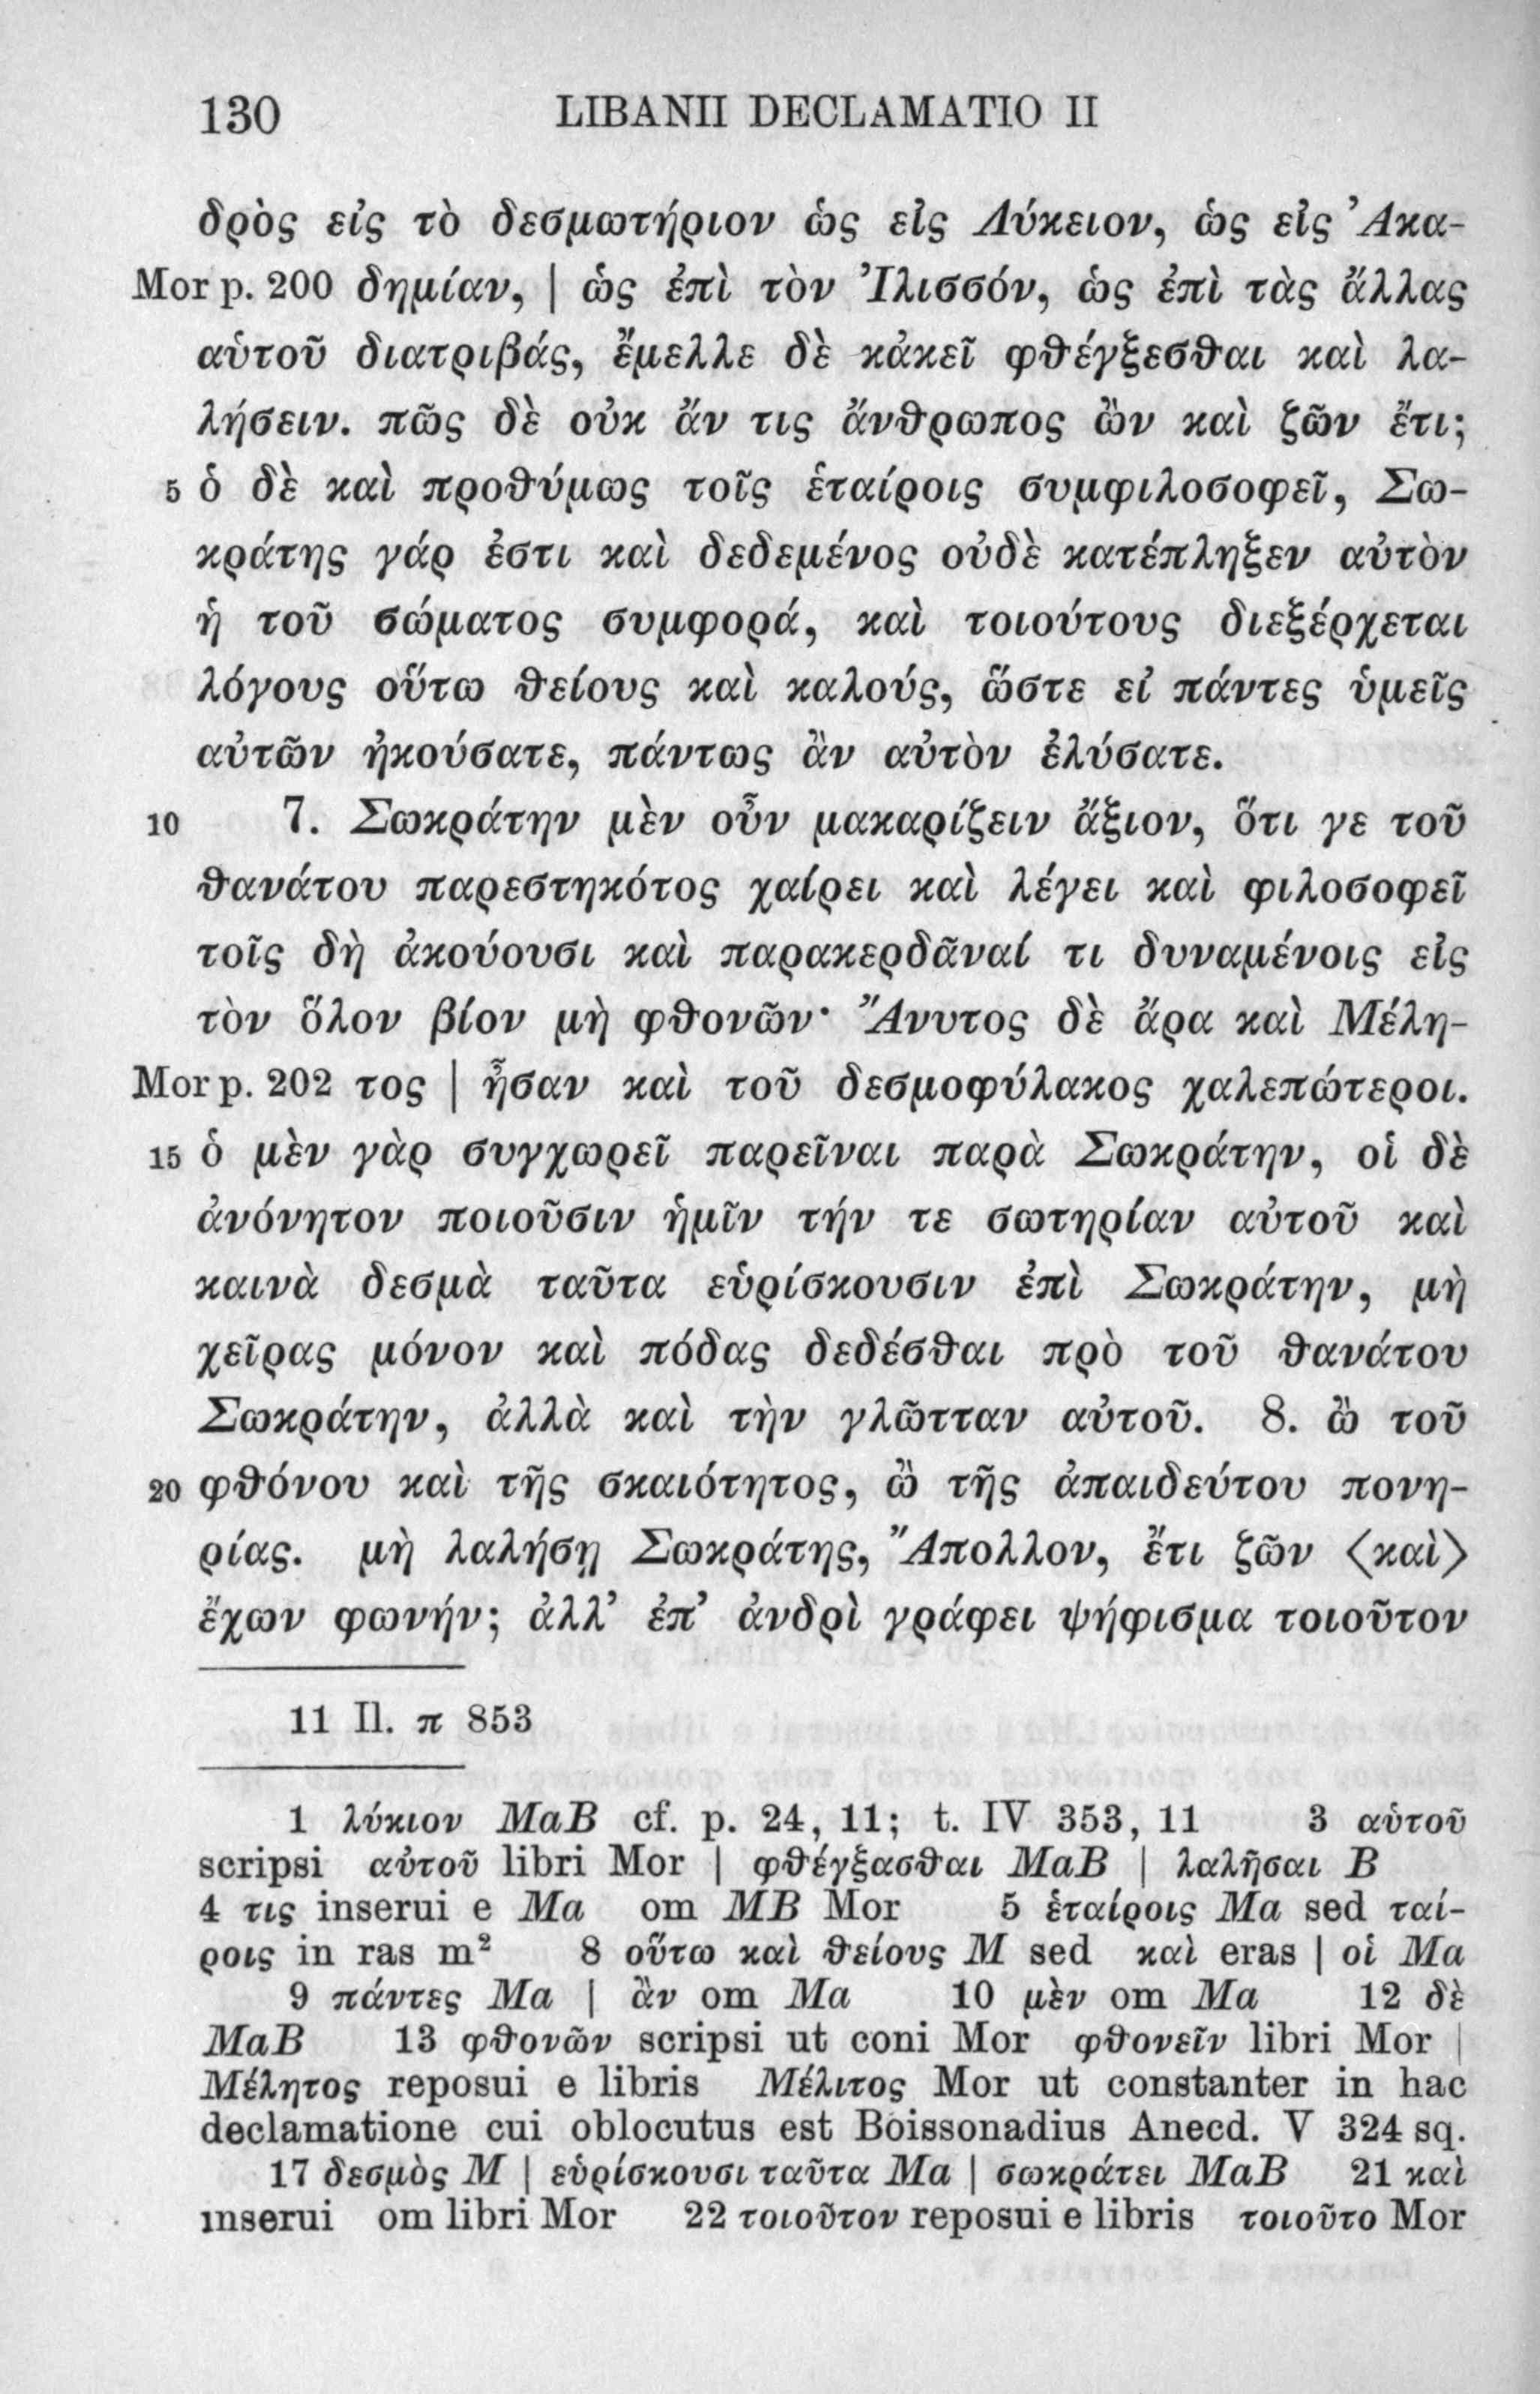 130 LIBANII DECLAMATIO II
δρὸς εἰς τὸ δεσμωτήριον ὡς εἰς Λύκειον, ὡς εἰς Ἀκα-
Mor p. 200 δημίαν, | ὡς ἐπὶ τὸν Ἰλισσόν, ὡς ἐπὶ τὰς ἄλλας
αὑτοῦ διατριβάς, ἔμελλε δὲ κἀκεῖ φθέγξεσθαι καὶ λα-
λήσειν. πῶς δὲ οὐκ ἄν τις ἄνθρωπος ὢν καὶ ζῶν ἔτι;
5 ὁ δὲ καὶ προθύμως τοῖς ἑταίροις συμφιλοσοφεῖ, Σω-
κράτης γάρ ἐστι καὶ δεδεμένος οὐδὲ κατέπληξεν αὐτὸν
ἡ τοῦ σώματος συμφορά, καὶ τοιούτους διεξέρχεται
λόγους οὕτω θείους καὶ καλούς, ὥστε εἰ πάντες ὑμεῖς
αὐτῶν ἠκούσατε, πάντως ἂν αὐτὸν ἐλύσατε.
10 7. Σωκράτην μὲν οὖν μακαρίζειν ἄξιον, ὅτι γε τοῦ
θανάτου παρεστηκότος χαίρει καὶ λέγει καὶ φιλοσοφεῖ
τοῖς δὴ ἀκούουσι καὶ παρακερδᾶναί τι δυναμένοις εἰς
τὸν ὅλον βίον μὴ φθονῶν· Ἄνυτος δὲ ἄρα καὶ Μέλη-
Mor p. 202 τος | ἦσαν καὶ τοῦ δεσμοφύλακος χαλεπώτεροι.
15 ὁ μὲν γὰρ συγχωρεῖ παρεῖναι παρὰ Σωκράτην, οἱ δὲ
ἀνόνητον ποιοῦσιν ἡμῖν τήν τε σωτηρίαν αὐτοῦ καὶ
καινὰ δεσμὰ ταῦτα εὑρίσκουσιν ἐπὶ Σωκράτην, μὴ
χεῖρας μόνον καὶ πόδας δεδέσθαι πρὸ τοῦ θανάτου
Σωκράτην, ἀλλὰ καὶ τὴν γλῶτταν αὐτοῦ. 8. ὢ τοῦ
20 φθόνου καὶ τῆς σκαιότητος, ὢ τῆς ἀπαιδεύτου πονη-
ρίας. μὴ λαλήσῃ Σωκράτης, Ἄπολλον, ἔτι ζῶν ⟨καὶ⟩
ἔχων φωνήν; ἀλλ’ ἐπ’ ἀνδρὶ γράφει ψήφισμα τοιοῦτον
11 Il. π 853
1 λύκιον MaB cf. p. 24, 11; t. IV 353, 11 3 αὑτοῦ
scripsi αὐτοῦ libri Mor | φθέγξασθαι MaB | λαλῆσαι B
4 τις inserui e Ma om MB Mor 5 ἑταίροις Ma sed ταί-
ροις in ras m² 8 οὕτω καὶ θείους M sed καὶ eras | οἱ Ma
9 πάντες Ma | ἂν om Ma 10 μὲν om Ma 12 δὲ
MaB 13 φθονῶν scripsi ut coni Mor φθονεῖν libri Mor |
Μέλητος reposui e libris Μέλιτος Mor ut constanter in hac
declamatione cui oblocutus est Boissonadius Anecd. V 324 sq.
17 δεσμὸς M | εὑρίσκουσι ταῦτα Ma | σωκράτει MaB 21 καὶ
inserui om libri Mor 22 τοιοῦτον reposui e libris τοιοῦτο Mor